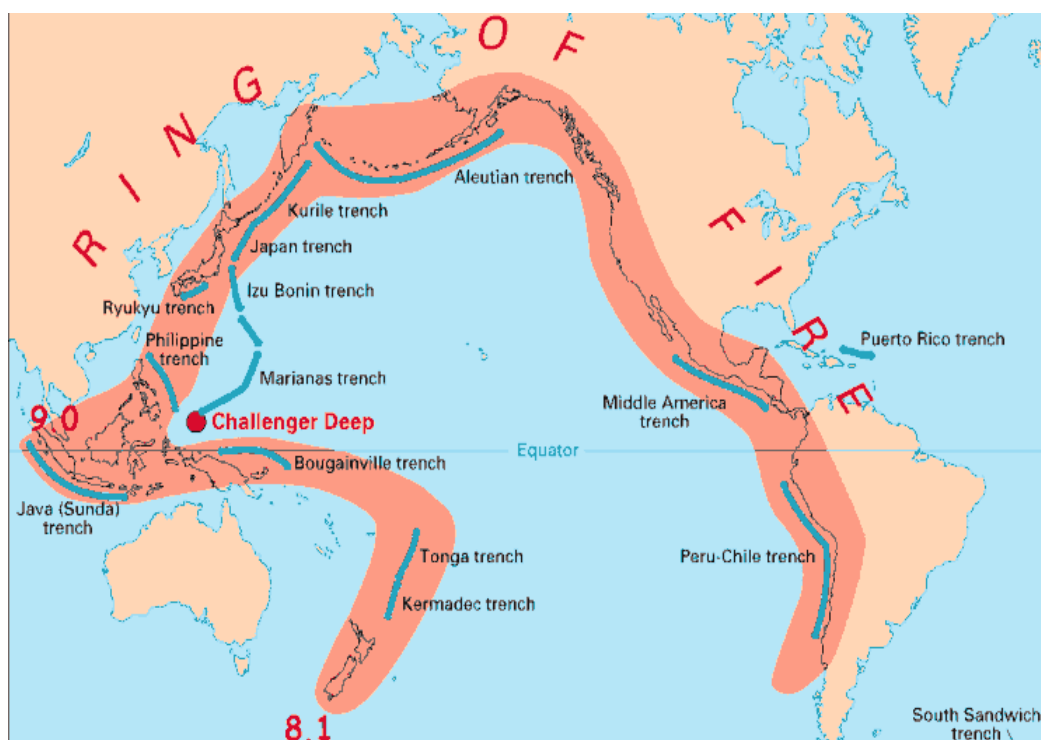 RING OF FIRE
Aleutian trench
Kurile trench
Japan trench
Izu Bonin trench
Ryukyu trench
Philippine
trench
Marianas trench
Challenger Deep
9.0
Puerto Rico trench
Middle America
trench
Equator
Bougainville trench
Java (Sunda)
trench
Tonga trench
Kermadec trench
Peru-Chile trench
8.1
South Sandwich
trench